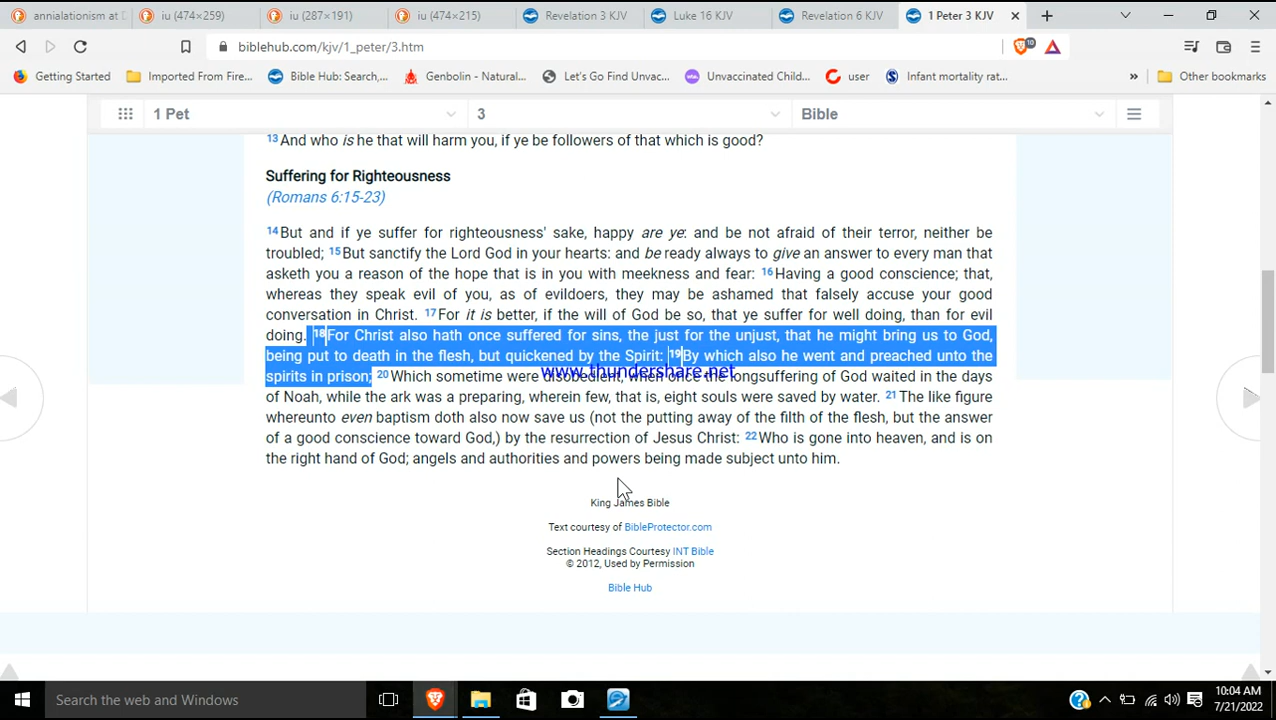 annialationism at D
iu (474×259)
iu (287×191)
iu (474×215)
Revelation 3 KJV
Luke 16 KJV
Revelation 6 KJV
1 Peter 3 KJV
biblehub.com/kjv/1_peter/3.htm
10
Getting Started
Imported From Fire...
Bible Hub: Search,...
Genbolin - Natural...
Let's Go Find Unvac...
Unvaccinated Child...
user
Infant mortality rat...
»
Other bookmarks
1 Pet
3
Bible
13 And who is he that will harm you, if ye be followers of that which is good?
Suffering for Righteousness
(Romans 6:15-23)
14 But and if ye suffer for righteousness' sake, happy are ye: and be not afraid of their terror, neither be
troubled; 15 But sanctify the Lord God in your hearts: and be ready always to give an answer to every man that
asketh you a reason of the hope that is in you with meekness and fear: 16 Having a good conscience; that,
whereas they speak evil of you, as of evildoers, they may be ashamed that falsely accuse your good
conversation in Christ. 17 For it is better, if the will of God be so, that ye suffer for well doing, than for evil
doing. 18 For Christ also hath once suffered for sins, the just for the unjust, that he might bring us to God,
being put to death in the flesh, but quickened by the Spirit: 19 By which also he went and preached unto the
spirits in prison; 20 Which sometime were disobedient, when once the longsuffering of God waited in the days
www.thundershare.net
of Noah, while the ark was a preparing, wherein few, that is, eight souls were saved by water. 21 The like figure
whereunto even baptism doth also now save us (not the putting away of the filth of the flesh, but the answer
of a good conscience toward God,) by the resurrection of Jesus Christ: 22 Who is gone into heaven, and is on
the right hand of God; angels and authorities and powers being made subject unto him.
King James Bible
Text courtesy of BibleProtector.com
Section Headings Courtesy INT Bible
© 2012, Used by Permission
Bible Hub
Search the web and Windows
10:04 AM
7/21/2022